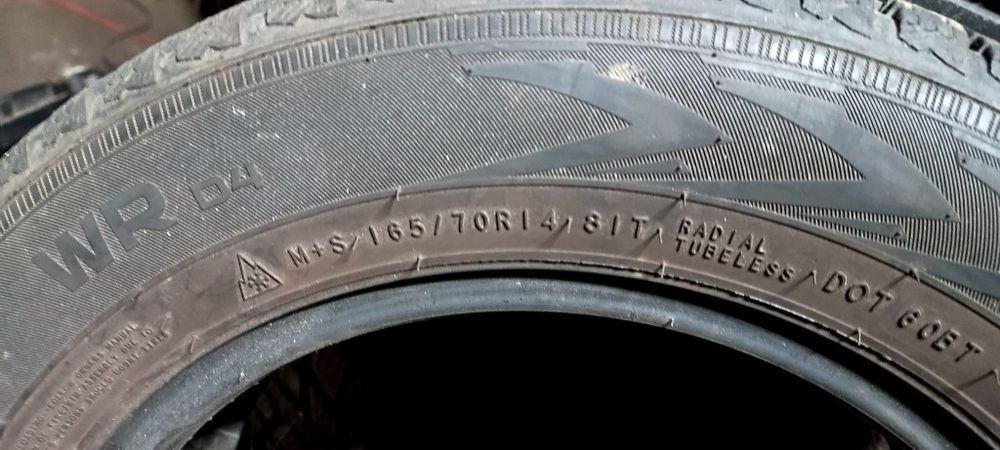 WR D4
M+S 165/70R14 81T RADIAL
TUBELESS DOT 60BT